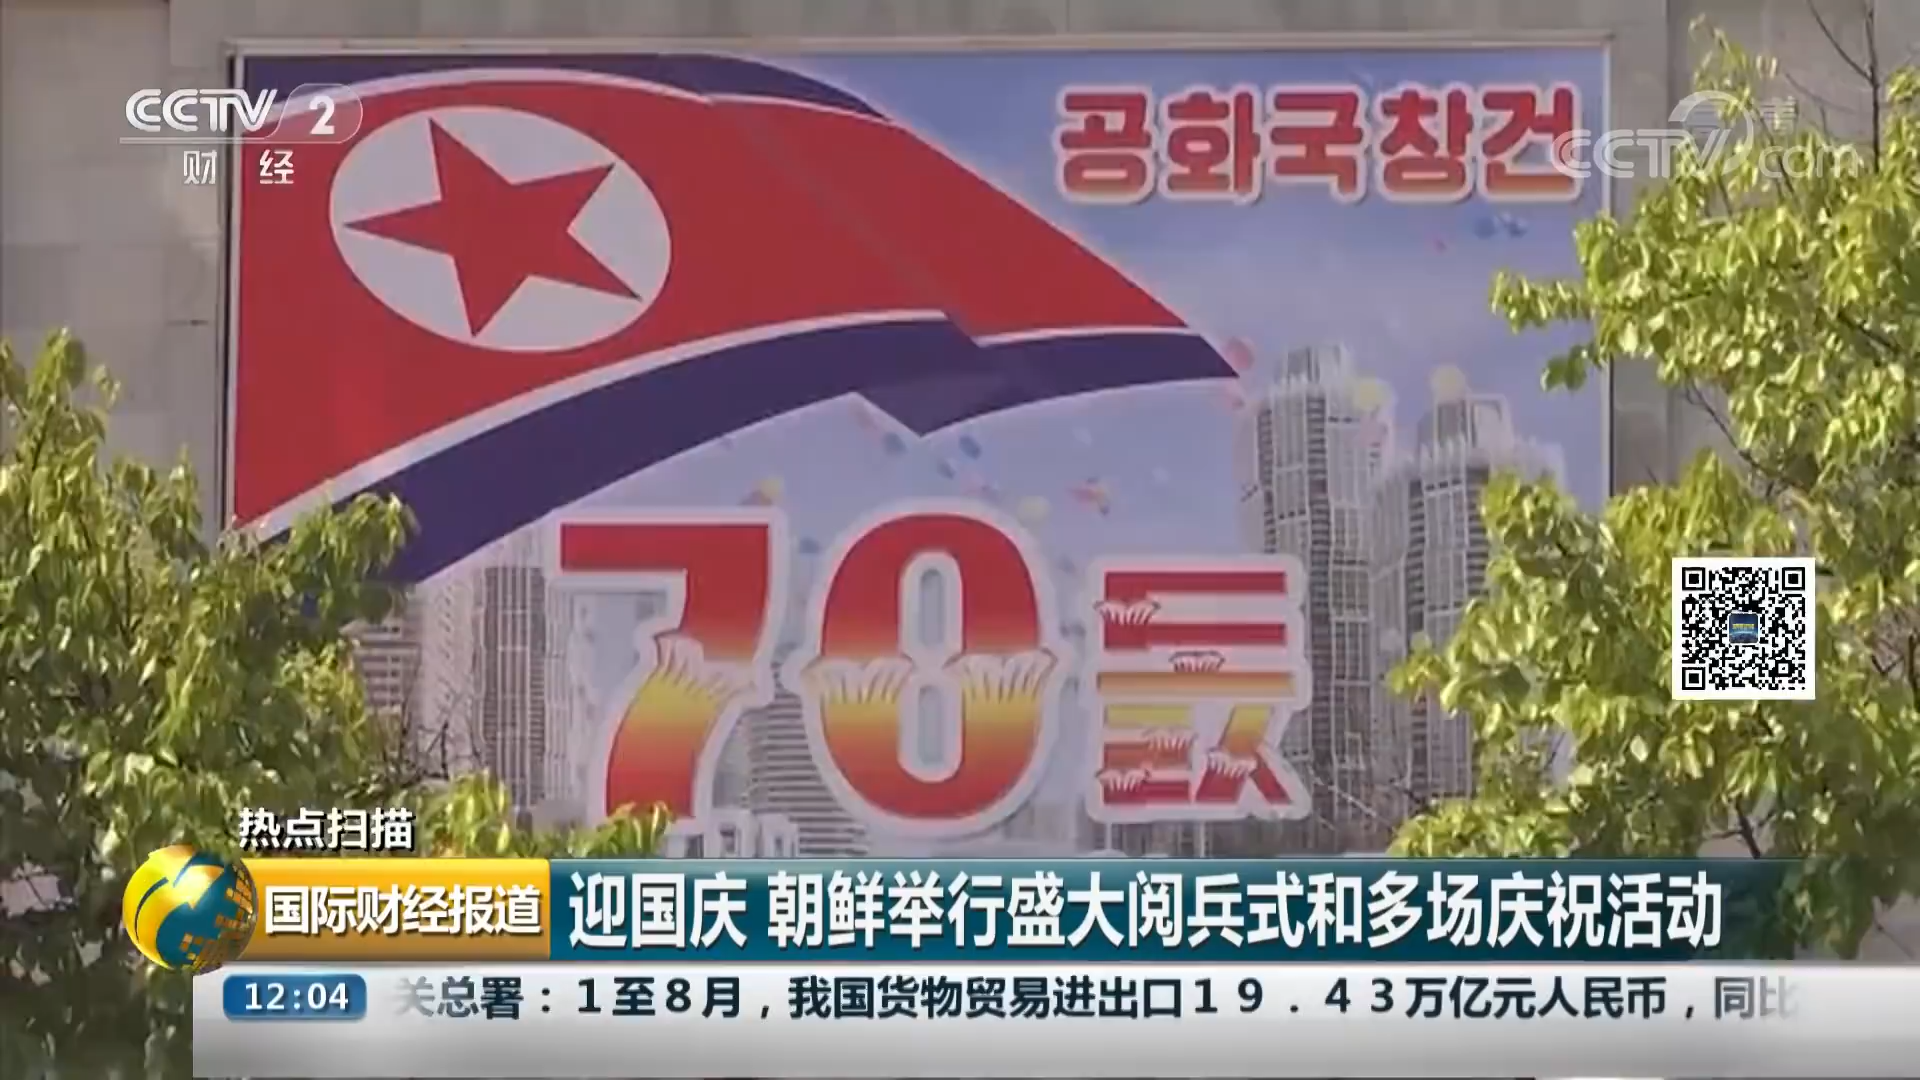 CCTV 2
财经
공화국창건
CCTV.com
70
热点扫描
国际财经报道
迎国庆 朝鲜举行盛大阅兵式和多场庆祝活动
12:04
关总署：1至8月，我国货物贸易进出口19．43万亿元人民币，同比